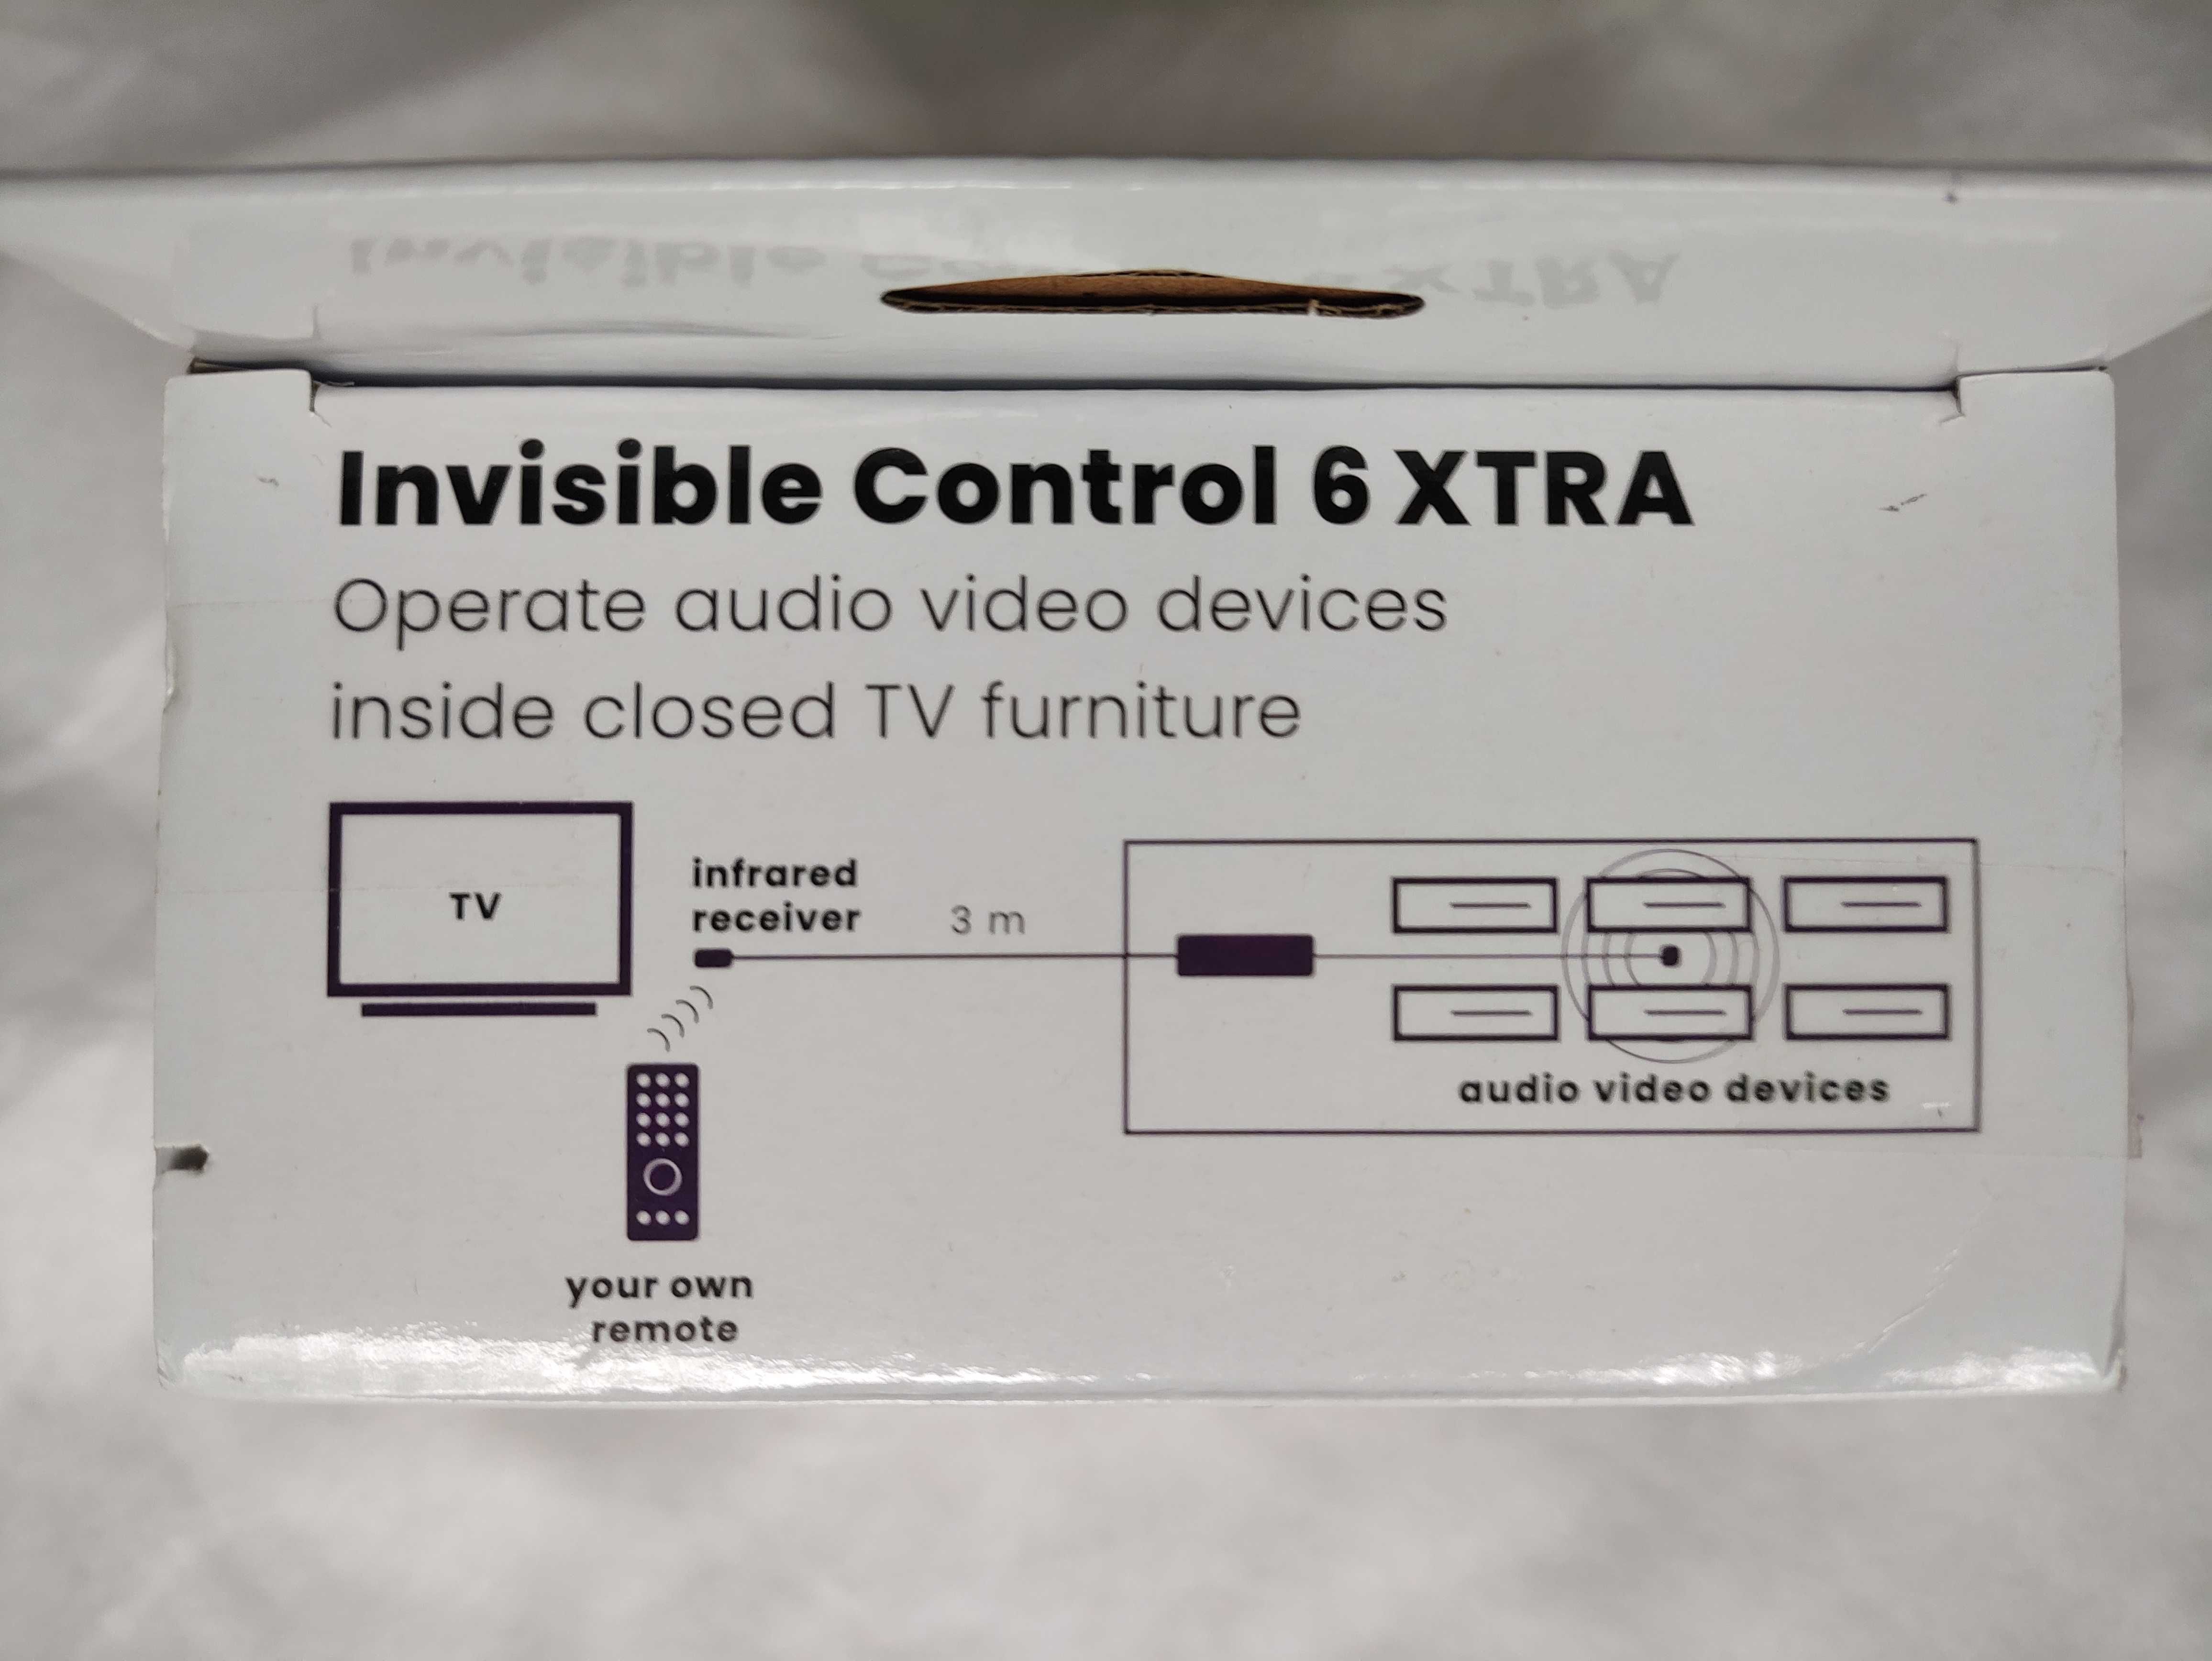 Invisible Control 6 XTRA
Operate audio video devices
inside closed TV furniture
TV
infrared
receiver
3 m
audio video devices
your own
remote